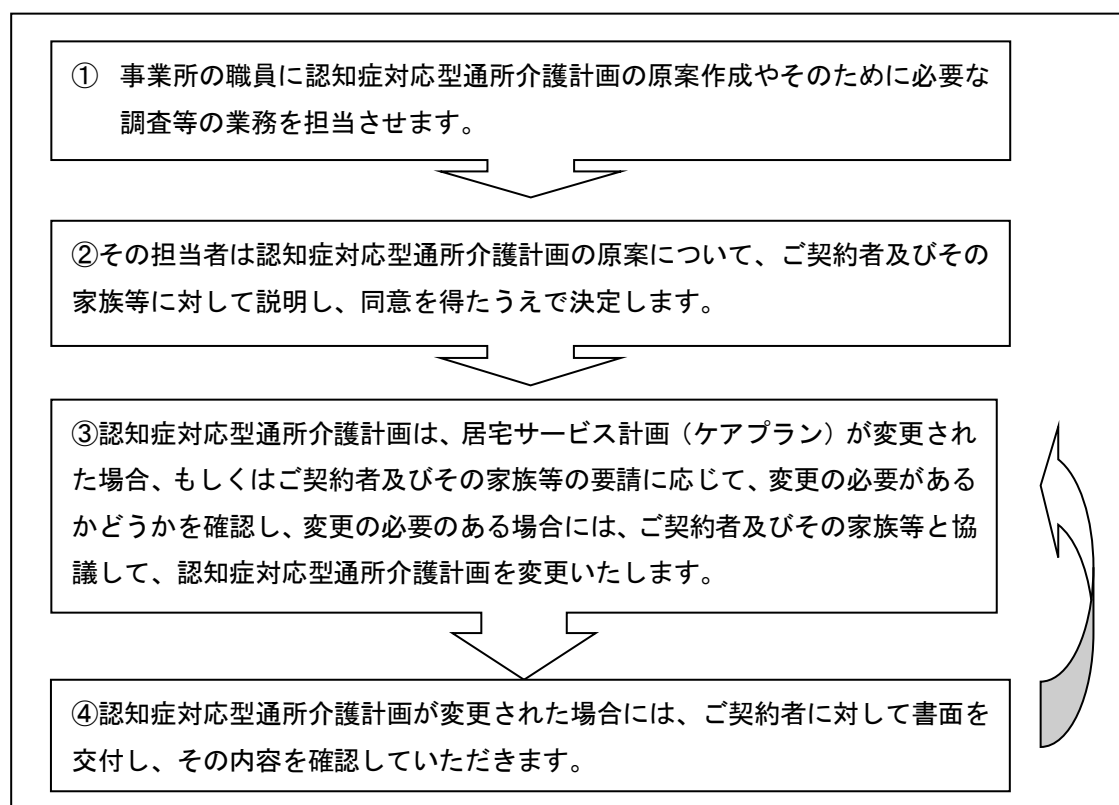 ① 事業所の職員に認知症対応型通所介護計画の原案作成やそのために必要な
調査等の業務を担当させます。
②その担当者は認知症対応型通所介護計画の原案について、ご契約者及びその
家族等に対して説明し、同意を得たうえで決定します。
③認知症対応型通所介護計画は、居宅サービス計画（ケアプラン）が変更され
た場合、もしくはご契約者及びその家族等の要請に応じて、変更の必要がある
かどうかを確認し、変更の必要のある場合には、ご契約者及びその家族等と協
議して、認知症対応型通所介護計画を変更いたします。
④認知症対応型通所介護計画が変更された場合には、ご契約者に対して書面を
交付し、その内容を確認していただきます。